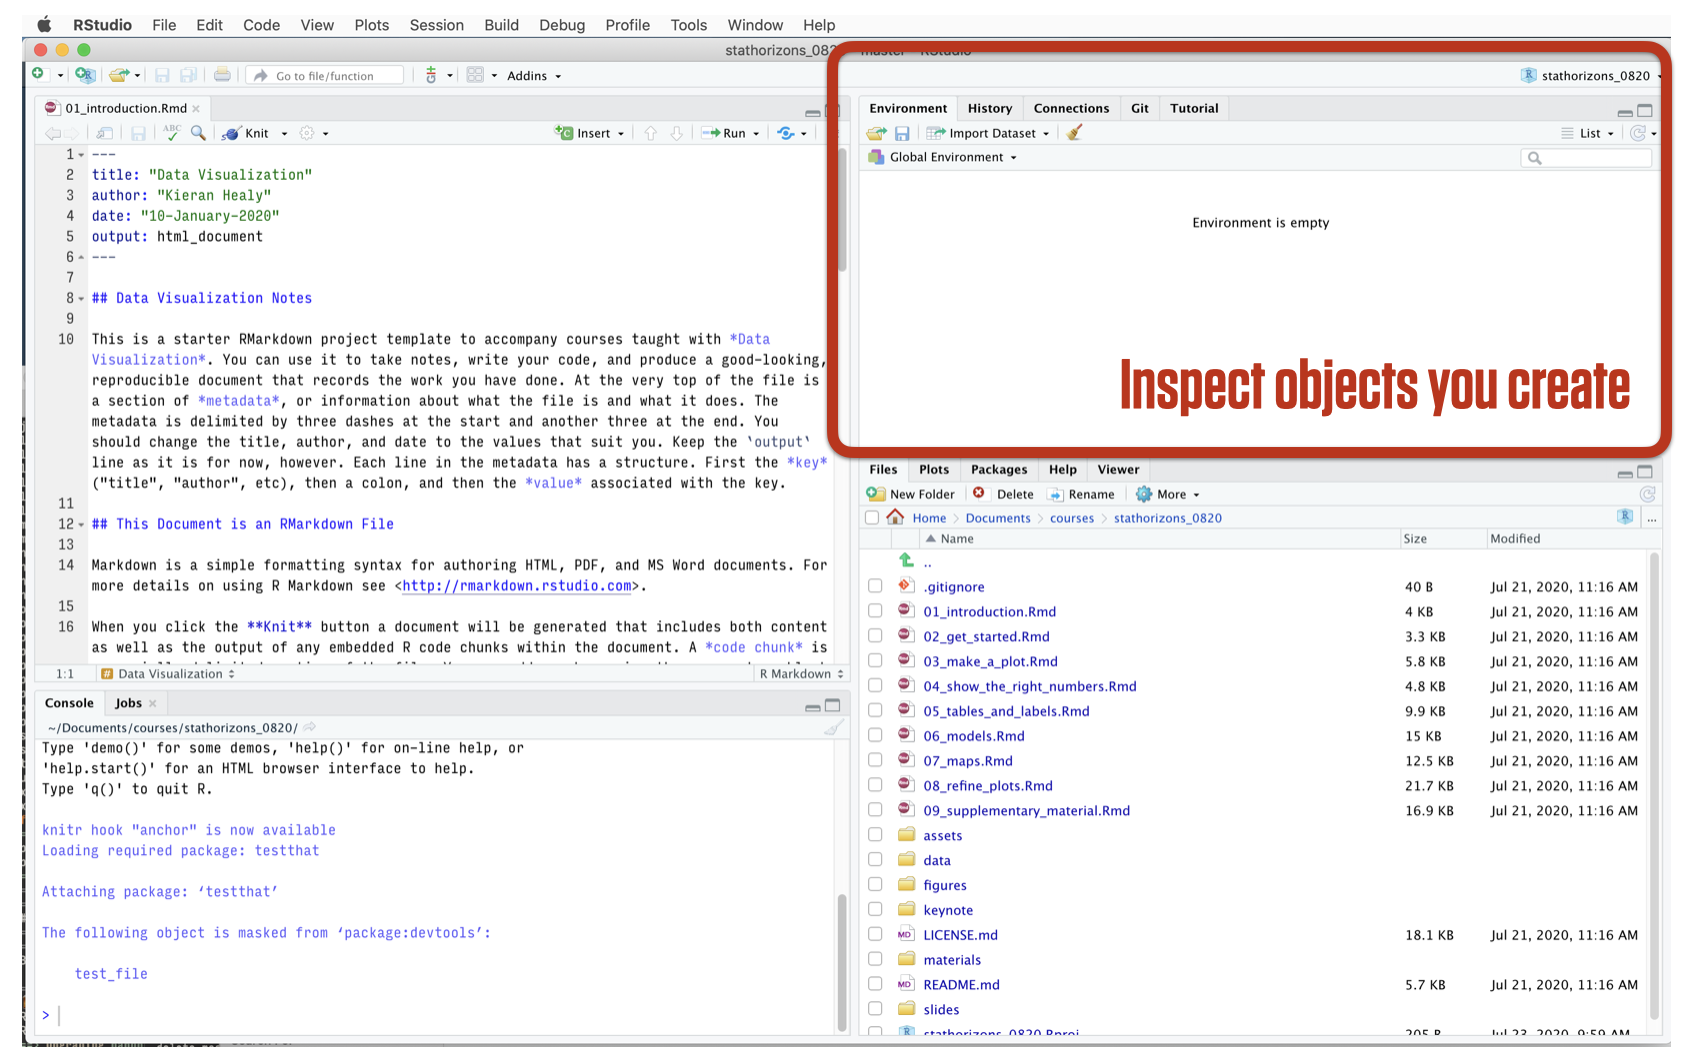 RStudio File Edit Code View Plots Session Build Debug Profile Tools Window Help
stathorizons_082
Go to file/function Addins
stathorizons_0820
01_introduction.Rmd
ABC Knit Insert Run
1 ---
2 title: "Data Visualization"
3 author: "Kieran Healy"
4 date: "10-January-2020"
5 output: html_document
6 ---
7
8 ## Data Visualization Notes
9
10 This is a starter RMarkdown project template to accompany courses taught with *Data
Visualization*. You can use it to take notes, write your code, and produce a good-looking,
reproducible document that records the work you have done. At the very top of the file is
a section of *metadata*, or information about what the file is and what it does. The
metadata is delimited by three dashes at the start and another three at the end. You
should change the title, author, and date to the values that suit you. Keep the `output`
line as it is for now, however. Each line in the metadata has a structure. First the *key*
("title", "author", etc), then a colon, and then the *value* associated with the key.
11
12 ## This Document is an RMarkdown File
13
14 Markdown is a simple formatting syntax for authoring HTML, PDF, and MS Word documents. For
more details on using R Markdown see <http://rmarkdown.rstudio.com>.
15
16 When you click the **Knit** button a document will be generated that includes both content
as well as the output of any embedded R code chunks within the document. A *code chunk* is
1:1 # Data Visualization R Markdown
Console Jobs
~/Documents/courses/stathorizons_0820/
Type 'demo()' for some demos, 'help()' for on-line help, or
'help.start()' for an HTML browser interface to help.
Type 'q()' to quit R.
knitr hook "anchor" is now available
Loading required package: testthat
Attaching package: ‘testthat’
The following object is masked from ‘package:devtools’:
test_file
>
Environment History Connections Git Tutorial
Import Dataset List
Global Environment
Environment is empty
Inspect objects you create
Files Plots Packages Help Viewer
New Folder Delete Rename More
Home Documents courses stathorizons_0820 ...
Name Size Modified
..
.gitignore 40 B Jul 21, 2020, 11:16 AM
01_introduction.Rmd 4 KB Jul 21, 2020, 11:16 AM
02_get_started.Rmd 3.3 KB Jul 21, 2020, 11:16 AM
03_make_a_plot.Rmd 5.8 KB Jul 21, 2020, 11:16 AM
04_show_the_right_numbers.Rmd 4.8 KB Jul 21, 2020, 11:16 AM
05_tables_and_labels.Rmd 9.9 KB Jul 21, 2020, 11:16 AM
06_models.Rmd 15 KB Jul 21, 2020, 11:16 AM
07_maps.Rmd 12.5 KB Jul 21, 2020, 11:16 AM
08_refine_plots.Rmd 21.7 KB Jul 21, 2020, 11:16 AM
09_supplementary_material.Rmd 16.9 KB Jul 21, 2020, 11:16 AM
assets
data
figures
keynote
LICENSE.md 18.1 KB Jul 21, 2020, 11:16 AM
materials
README.md 5.7 KB Jul 21, 2020, 11:16 AM
slides
stathorizons_0820.Rproj 205 B Jul 23, 2020, 9:59 AM